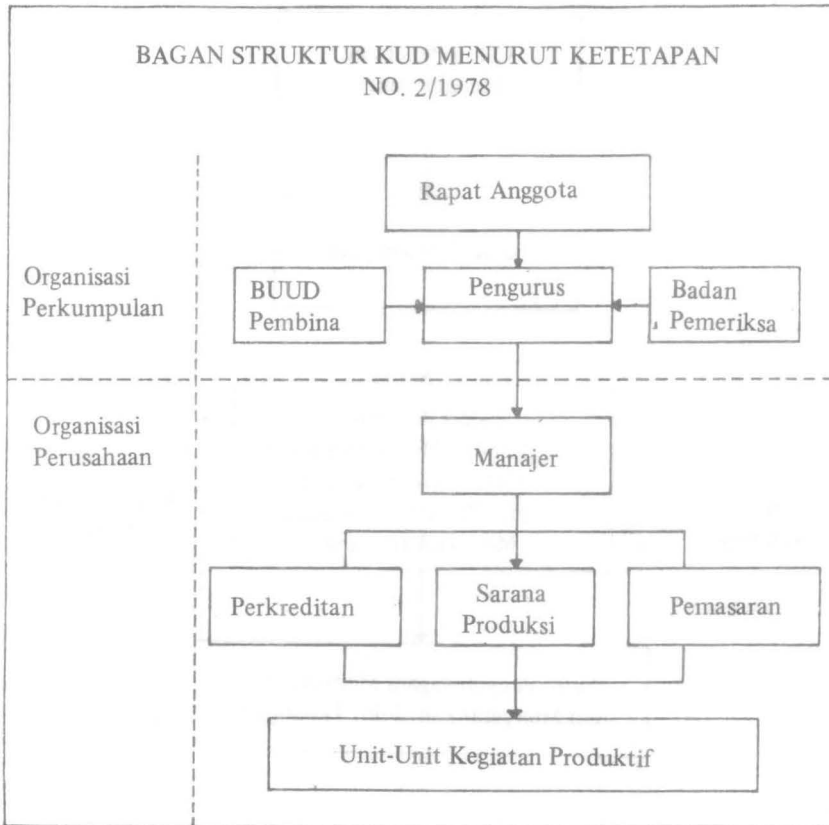 BAGAN STRUKTUR KUD MENURUT KETETAPAN
NO. 2/1978
Rapat Anggota
Organisasi
Perkumpulan
BUUD
Pembina
Pengurus
Badan
Pemeriksa
Organisasi
Perusahaan
Manajer
Perkreditan
Sarana
Produksi
Pemasaran
Unit-Unit Kegiatan Produktif